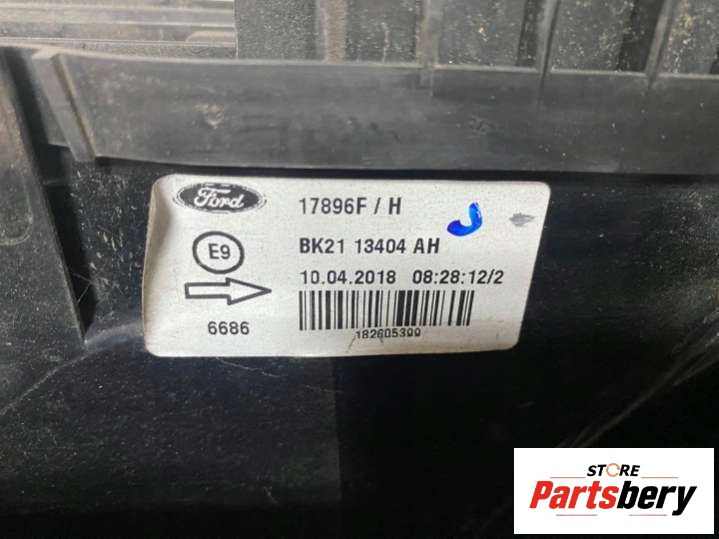 Ford
17896F / H
E9
BK21 13404 AH
10.04.2018 08:28:12/2
6686
182605399
STORE
Partsbery